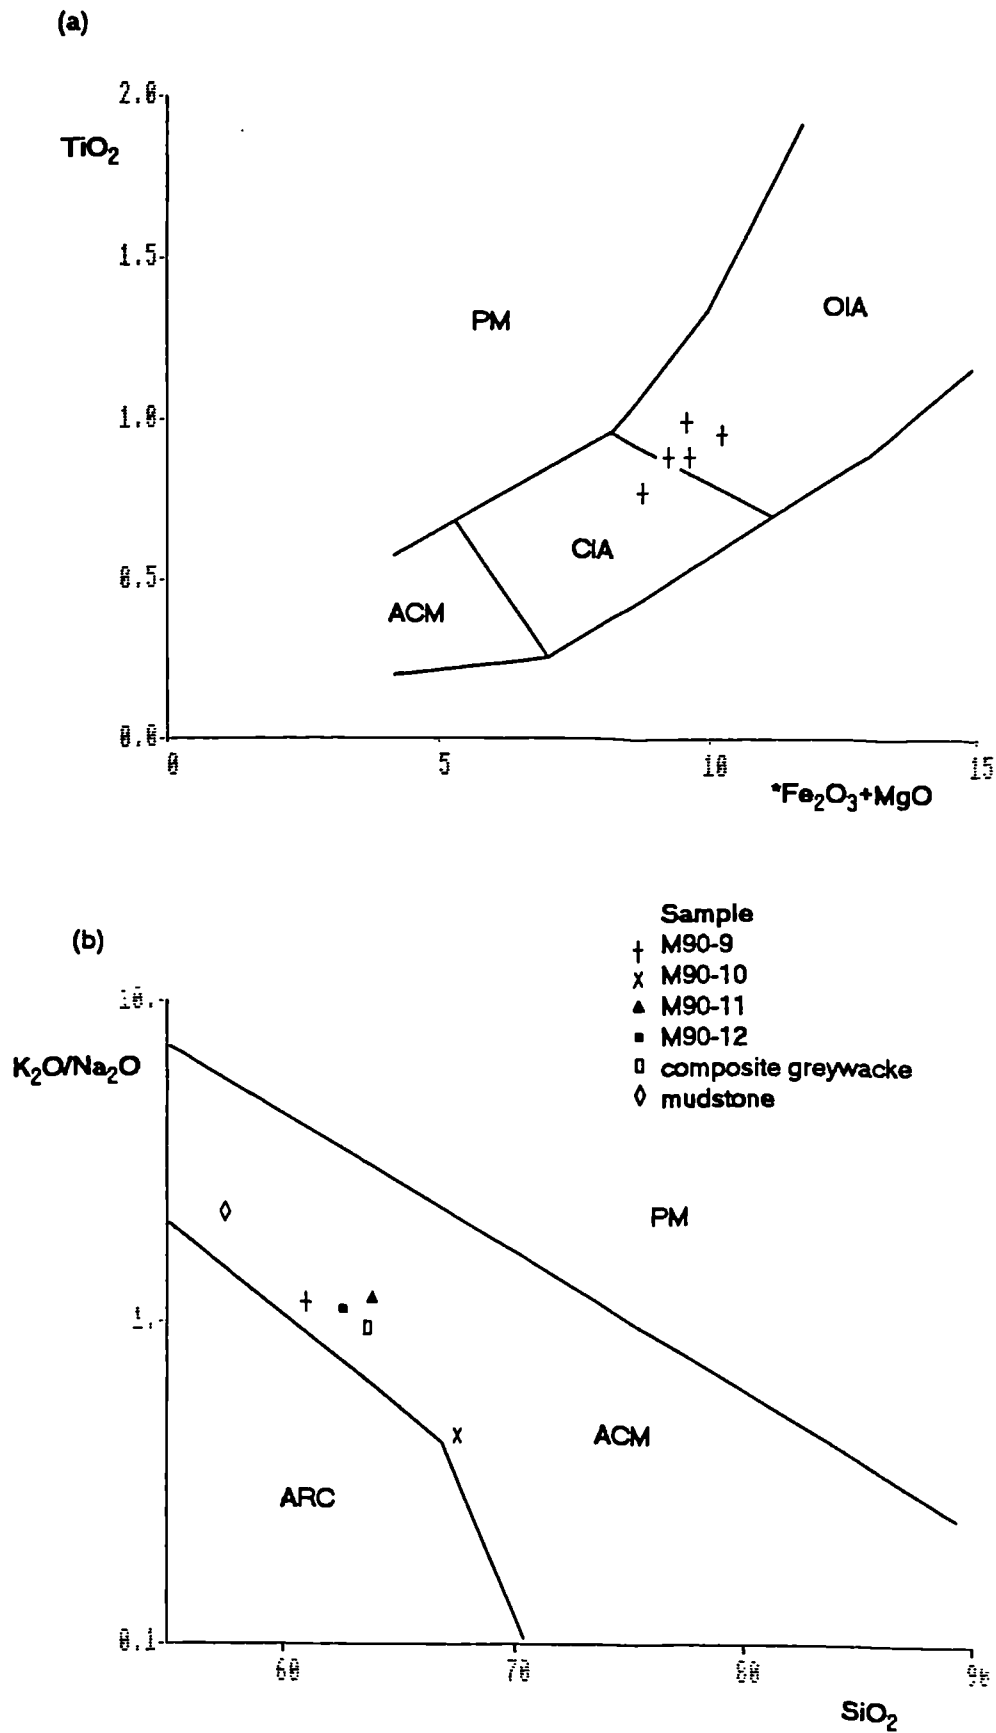 (a)
2.0
TiO2
1.5
OIA
PM
1.0
CIA
0.5
ACM
0.0
0 5 10 15
*Fe2O3+MgO
Sample
(b)
M90-9
M90-10
10.
M90-11
M90-12
K2O/Na2O
composite greywacke
mudstone
PM
1.
ACM
ARC
0.1
60 70 80 90
SiO2